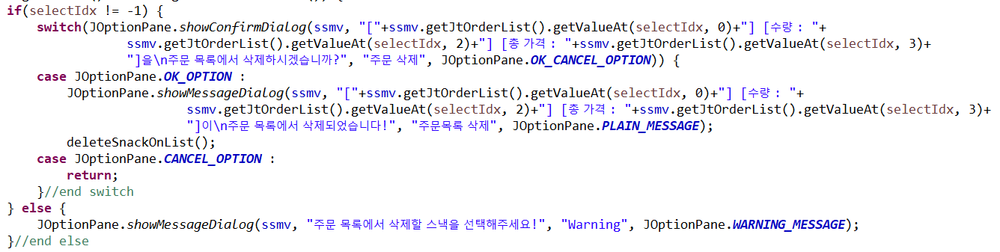 if(selectIdx != -1) {
switch(JOptionPane.showConfirmDialog(ssmv, "["+ssmv.getJtOrderList().getValueAt(selectIdx, 0)+"] [수량 : "+
ssmv.getJtOrderList().getValueAt(selectIdx, 2)+"] [총 가격 : "+ssmv.getJtOrderList().getValueAt(selectIdx, 3)+
"]을\n주문 목록에서 삭제하시겠습니까?", "주문 삭제", JOptionPane.OK_CANCEL_OPTION)) {
case JOptionPane.OK_OPTION :
JOptionPane.showMessageDialog(ssmv, "["+ssmv.getJtOrderList().getValueAt(selectIdx, 0)+"] [수량 : "+
ssmv.getJtOrderList().getValueAt(selectIdx, 2)+"] [총 가격 : "+ssmv.getJtOrderList().getValueAt(selectIdx, 3)+
"]이\n주문 목록에서 삭제되었습니다!", "주문목록 삭제", JOptionPane.PLAIN_MESSAGE);
deleteSnackOnList();
case JOptionPane.CANCEL_OPTION :
return;
}//end switch
} else {
JOptionPane.showMessageDialog(ssmv, "주문 목록에서 삭제할 스낵을 선택해주세요!", "Warning", JOptionPane.WARNING_MESSAGE);
}//end else